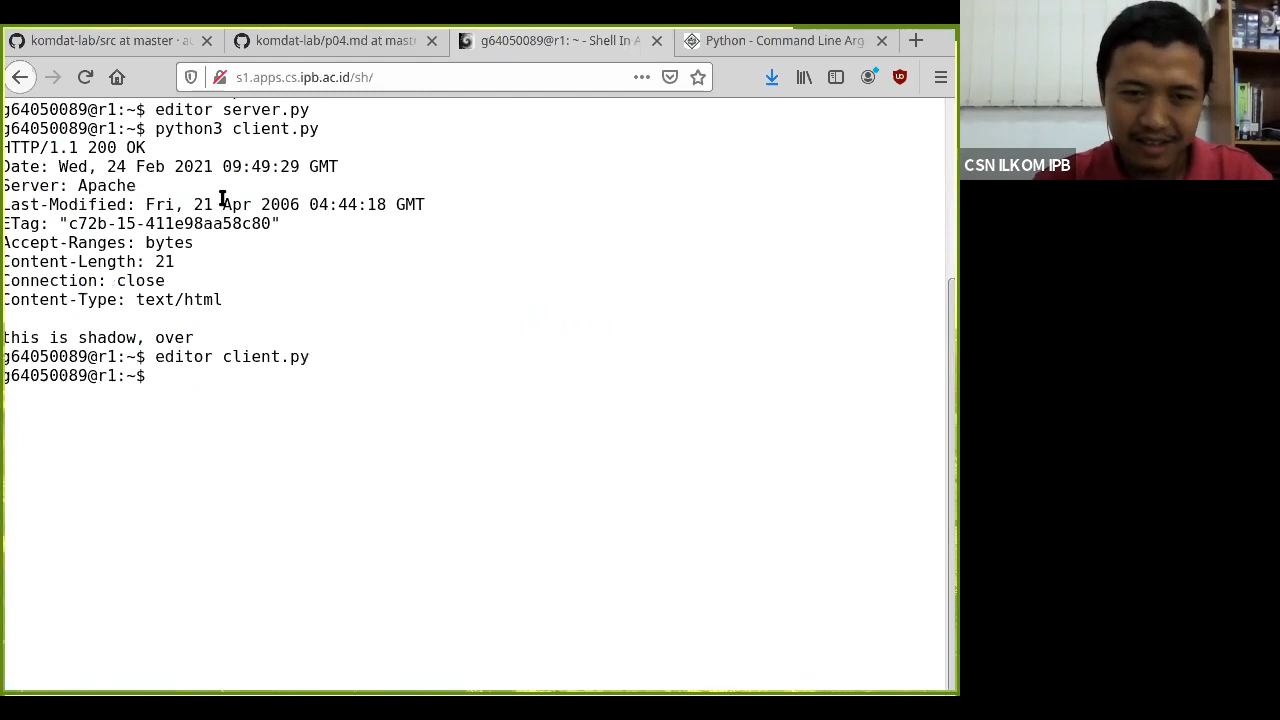 komdat-lab/src at master · au
komdat-lab/p04.md at maste
g64050089@r1: ~ - Shell In A
Python - Command Line Arg
s1.apps.cs.ipb.ac.id/sh/
g64050089@r1:~$ editor server.py
g64050089@r1:~$ python3 client.py
HTTP/1.1 200 OK
Date: Wed, 24 Feb 2021 09:49:29 GMT
Server: Apache
Last-Modified: Fri, 21 Apr 2006 04:44:18 GMT
ETag: "c72b-15-411e98aa58c80"
Accept-Ranges: bytes
Content-Length: 21
Connection: close
Content-Type: text/html
this is shadow, over
g64050089@r1:~$ editor client.py
g64050089@r1:~$
CSN ILKOM IPB